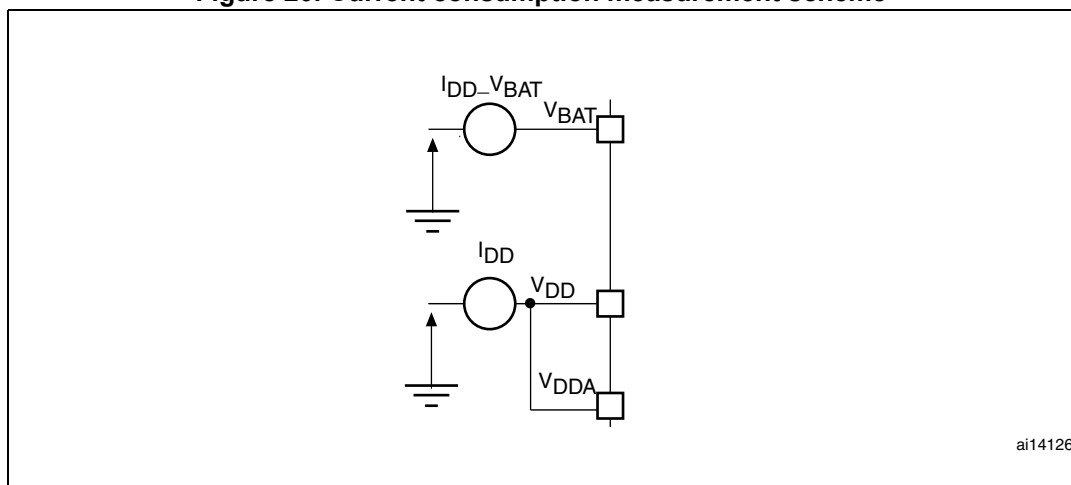 Figure 20. Current consumption measurement scheme
IDD_VBAT
VBAT
IDD
VDD
VDDA
ai14126